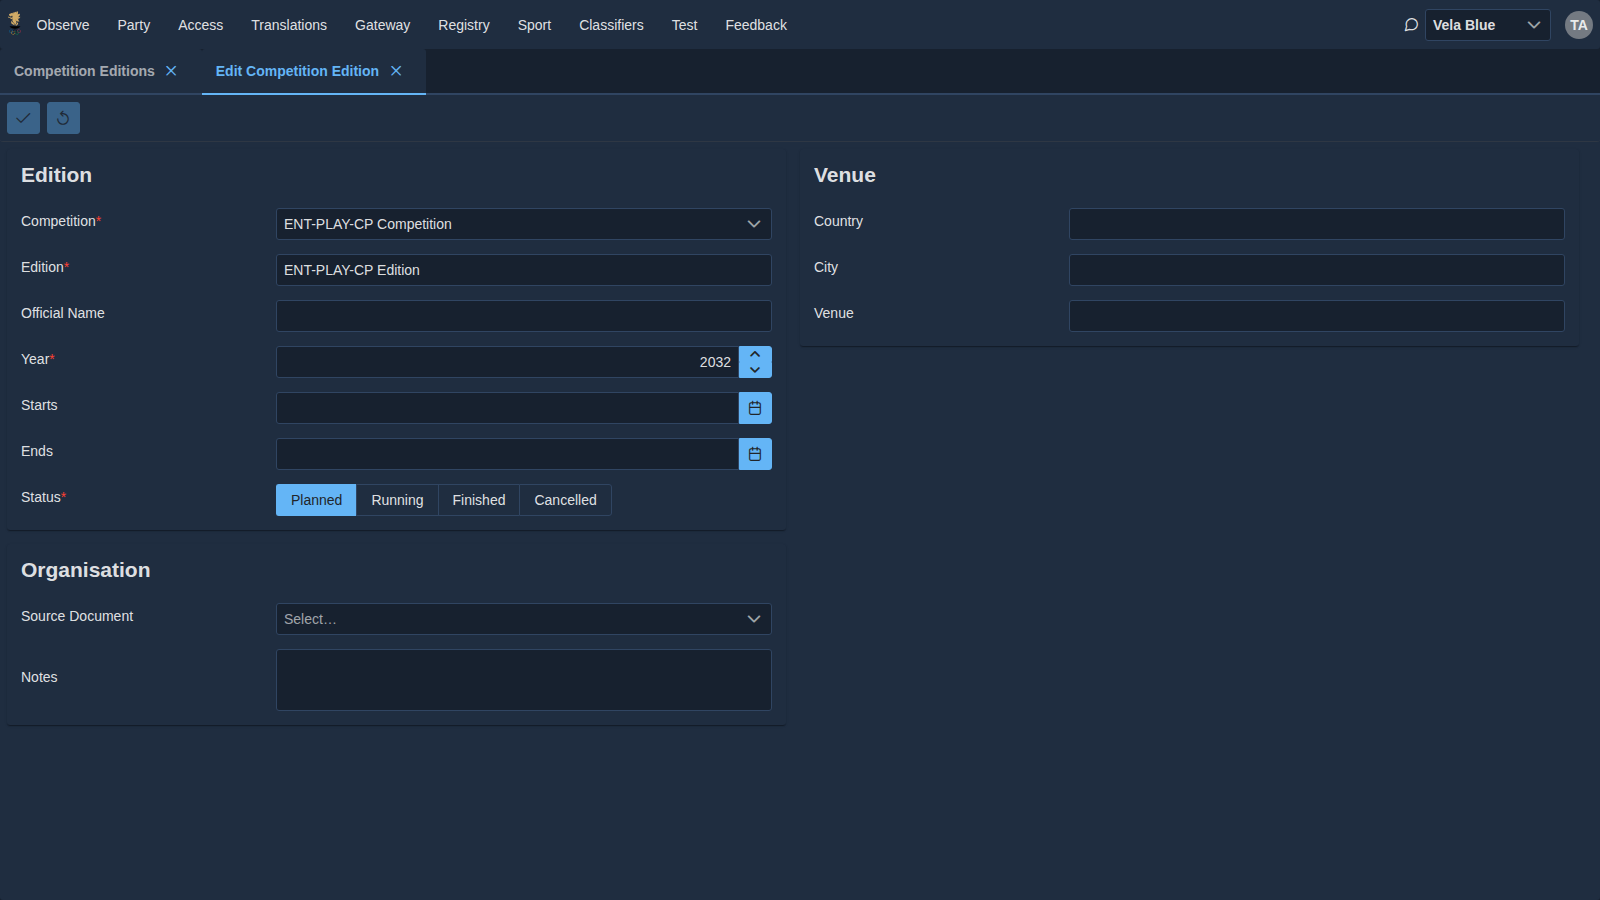 Observe Party Access Translations Gateway Registry Sport Classifiers Test Feedback Vela Blue TA
Competition Editions Edit Competition Edition
Edition
Competition* ENT-PLAY-CP Competition
Edition* ENT-PLAY-CP Edition
Official Name
Year* 2032
Starts
Ends
Status* Planned Running Finished Cancelled
Organisation
Source Document Select...
Notes
Venue
Country
City
Venue